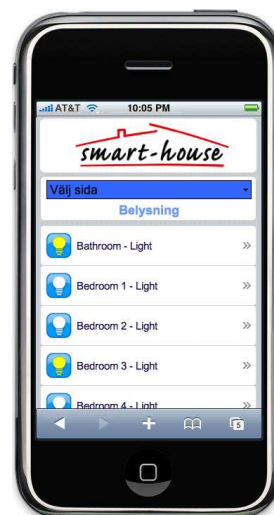 AT&T 10:05 PM
smart-house
Välj sida
Belysning
Bathroom - Light
Bedroom 1 - Light
Bedroom 2 - Light
Bedroom 3 - Light
Bedroom 4 - Light
5